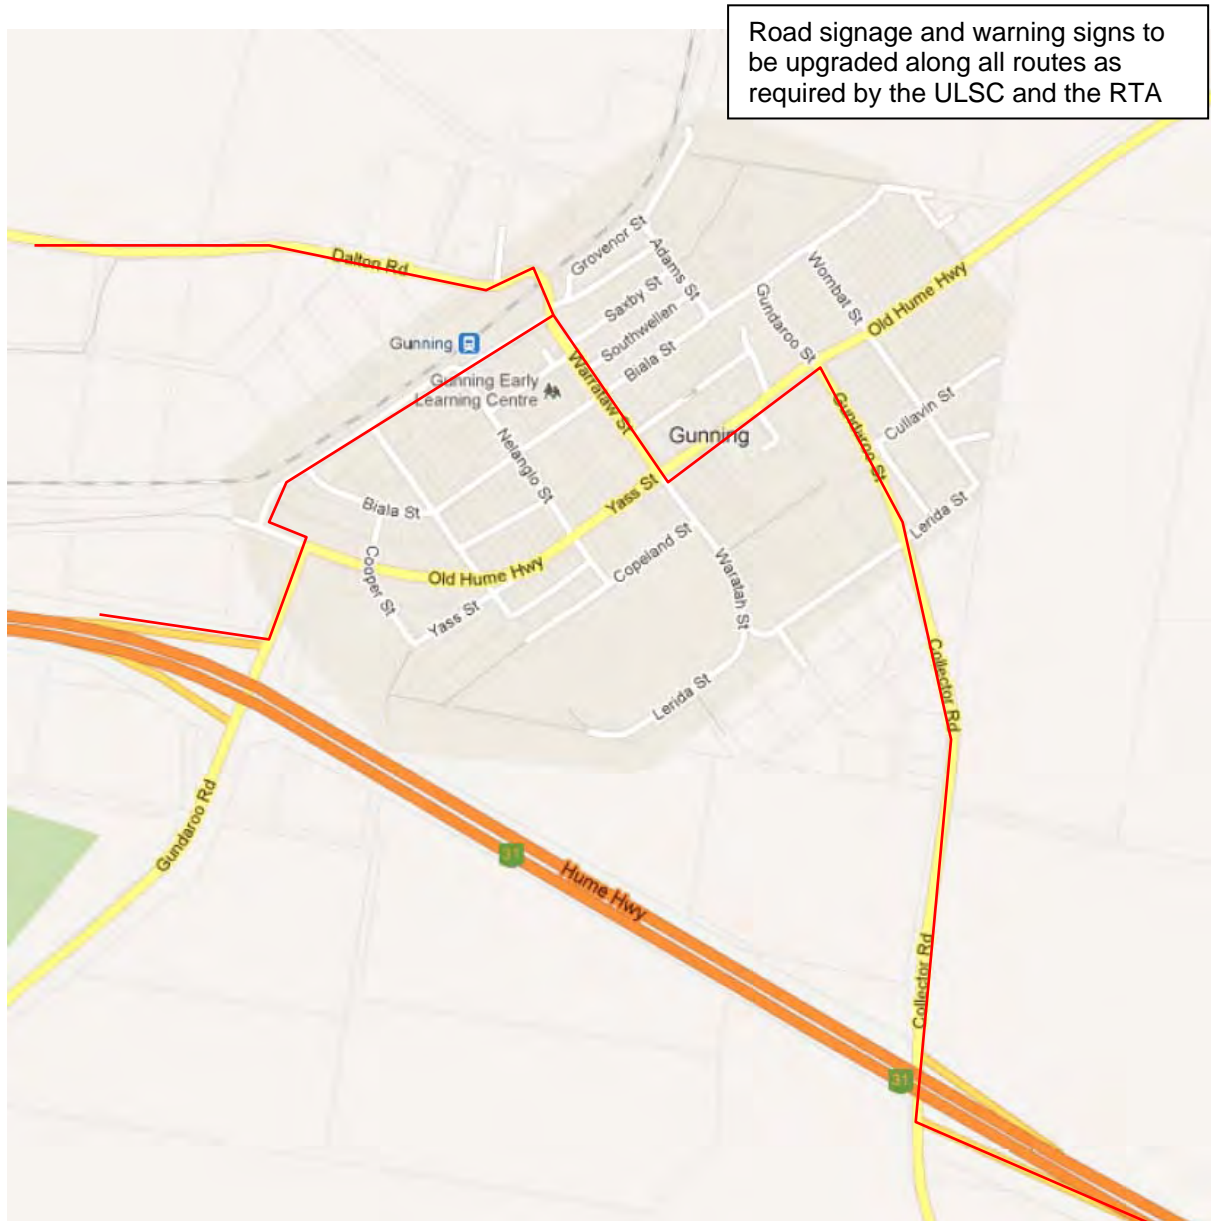 Road signage and warning signs to
be upgraded along all routes as
required by the ULSC and the RTA
Grovenor St
Adams St
Dalton Rd
Wombat St
Old Hume Hwy
Saxby St
Gundaroo St
Southwellen
Gunning
Biala St
Warrataw St
Gunning Early
Learning Centre
Gundaroo St
Cullavin St
Gunning
Nelanglo St
Yass St
Biala St
Lerida St
Copeland St
Cooper St
Old Hume Hwy
Waratah St
Yass St
Collector Rd
Lerida St
Gundaroo Rd
31
Hume Hwy
Collector Rd
31